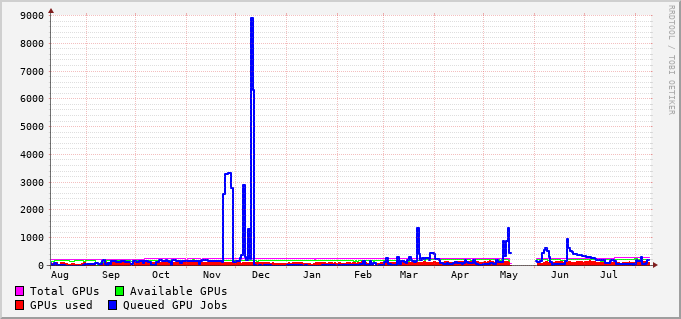 9000
8000
7000
6000
5000
4000
3000
2000
1000
0
Aug Sep Oct Nov Dec Jan Feb Mar Apr May Jun Jul
Total GPUs Available GPUs
GPUs used Queued GPU Jobs
RRDTOOL / TOBI OETIKER